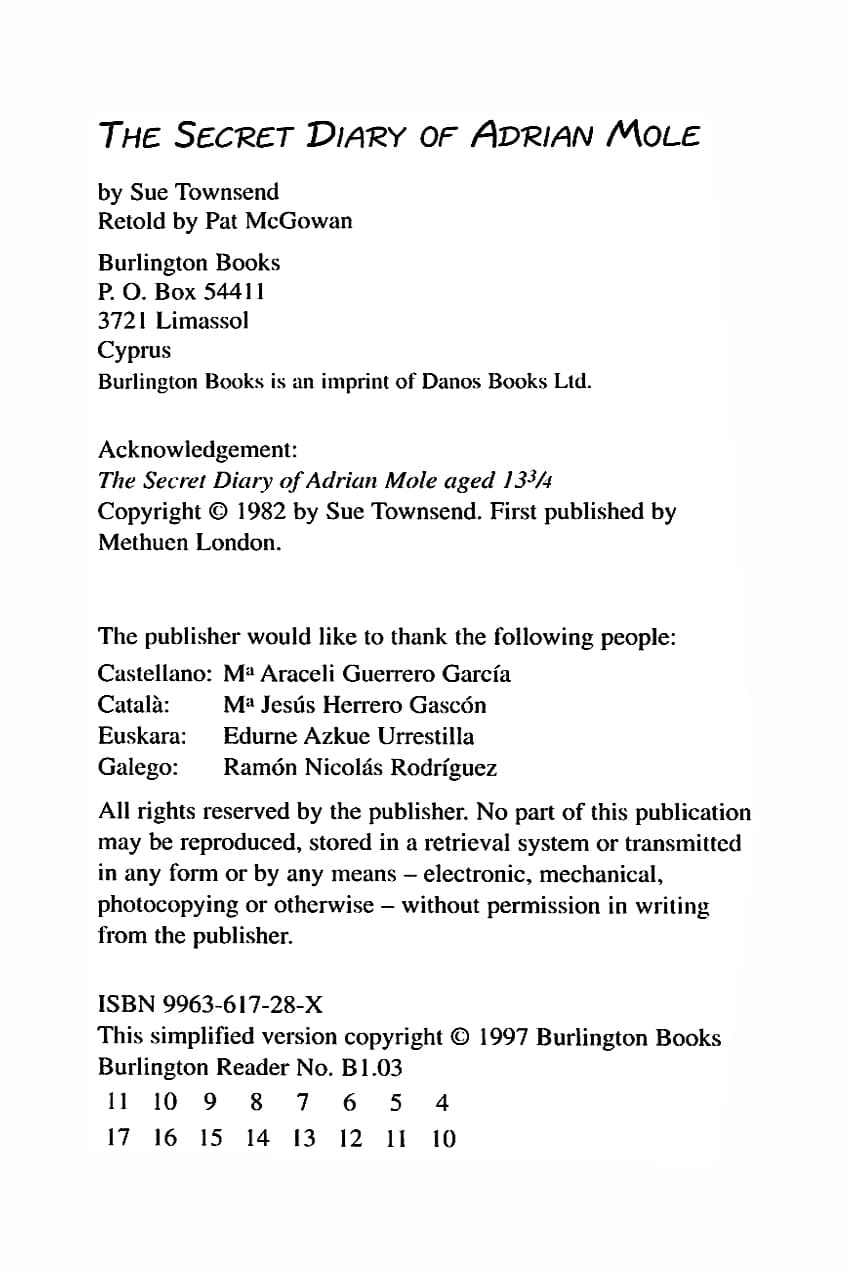 THE SECRET DIARY OF ADRIAN MOLE
by Sue Townsend
Retold by Pat McGowan
Burlington Books
P. O. Box 54411
3721 Limassol
Cyprus
Burlington Books is an imprint of Danos Books Ltd.
Acknowledgement:
The Secret Diary of Adrian Mole aged 13¾
Copyright © 1982 by Sue Townsend. First published by
Methuen London.
The publisher would like to thank the following people:
Castellano: Mª Araceli Guerrero García
Català: Mª Jesús Herrero Gascón
Euskara: Edurne Azkue Urrestilla
Galego: Ramón Nicolás Rodríguez
All rights reserved by the publisher. No part of this publication
may be reproduced, stored in a retrieval system or transmitted
in any form or by any means – electronic, mechanical,
photocopying or otherwise – without permission in writing
from the publisher.
ISBN 9963-617-28-X
This simplified version copyright © 1997 Burlington Books
Burlington Reader No. B1.03
11 10 9 8 7 6 5 4
17 16 15 14 13 12 11 10